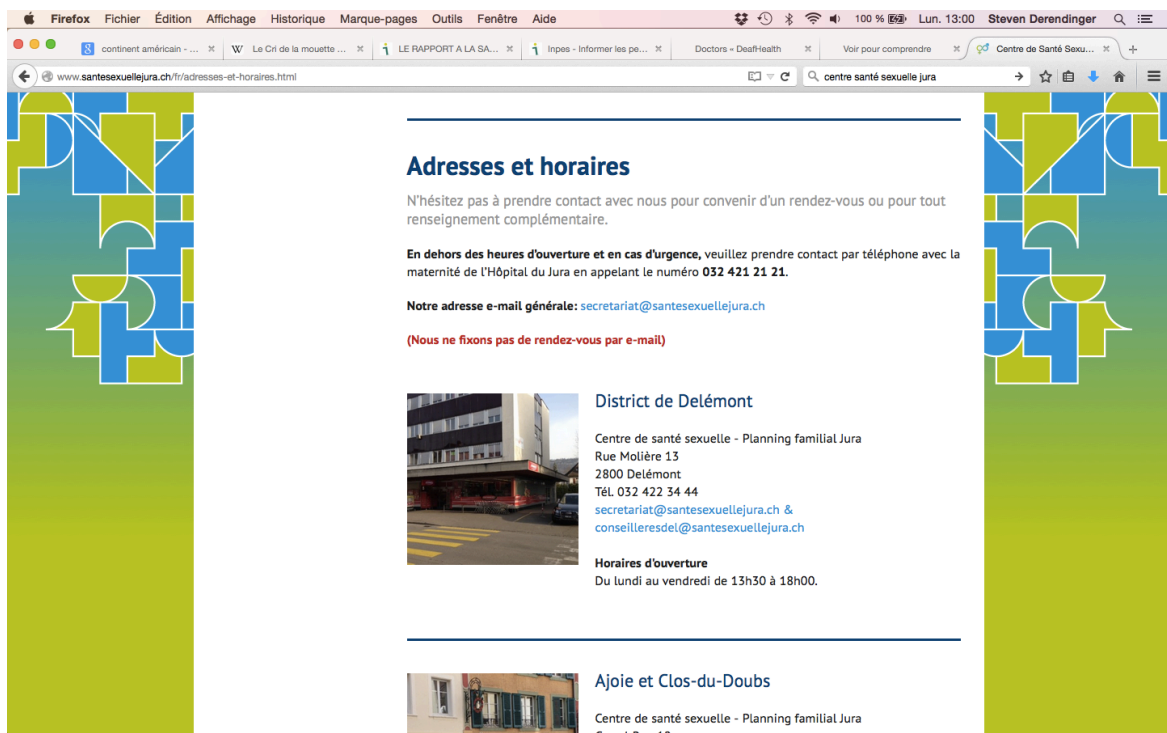 Firefox Fichier Édition Affichage Historique Marque-pages Outils Fenêtre Aide 100 % Lun. 13:00 Steven Derendinger
continent américain - ... Le Cri de la mouette ... LE RAPPORT A LA SA... Inpes - Informer les pe... Doctors « DeafHealth Voir pour comprendre Centre de Santé Sexu...
www.santesexuellejura.ch/fr/adresses-et-horaires.html centre santé sexuelle jura
Adresses et horaires
N'hésitez pas à prendre contact avec nous pour convenir d'un rendez-vous ou pour tout
renseignement complémentaire.
En dehors des heures d'ouverture et en cas d'urgence, veuillez prendre contact par téléphone avec la
maternité de l'Hôpital du Jura en appelant le numéro 032 421 21 21.
Notre adresse e-mail générale: secretariat@santesexuellejura.ch
(Nous ne fixons pas de rendez-vous par e-mail)
District de Delémont
Centre de santé sexuelle - Planning familial Jura
Rue Molière 13
2800 Delémont
Tél. 032 422 34 44
secretariat@santesexuellejura.ch &
conseilleresdel@santesexuellejura.ch
Horaires d'ouverture
Du lundi au vendredi de 13h30 à 18h00.
Ajoie et Clos-du-Doubs
Centre de santé sexuelle - Planning familial Jura